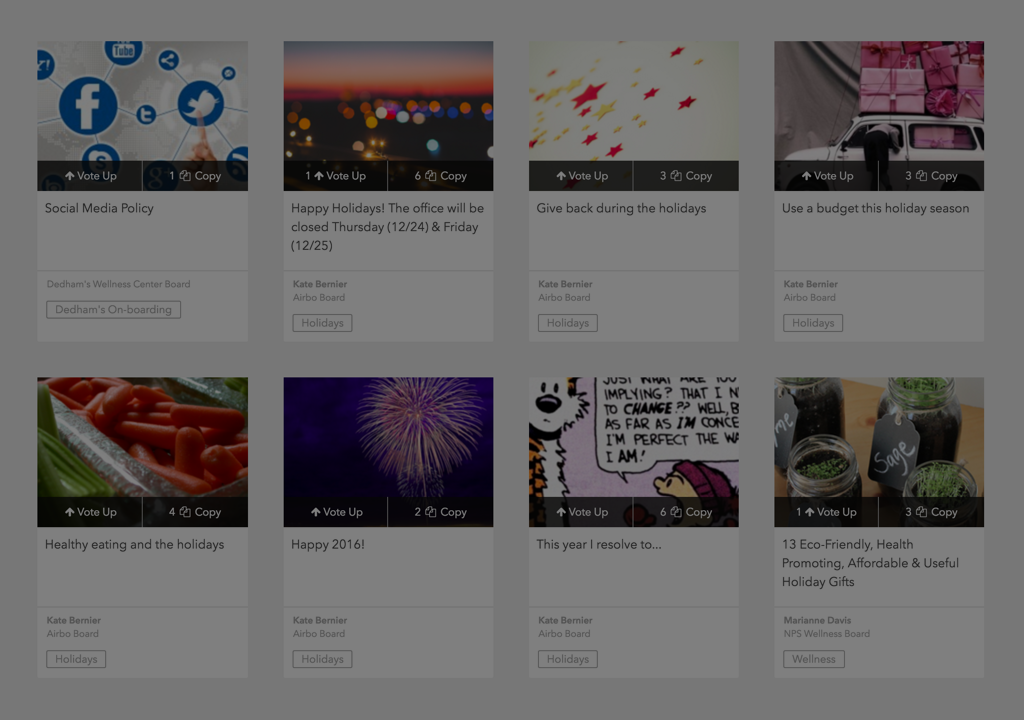 You
Tube
1 Copy
Vote Up
Social Media Policy
Dedham's Wellness Center Board
Dedham's On-boarding
1 Vote Up
6 Copy
Happy Holidays! The office will be
closed Thursday (12/24) & Friday
(12/25)
Kate Bernier
Airbo Board
Holidays
Vote Up
3 Copy
Give back during the holidays
Kate Bernier
Airbo Board
Holidays
Vote Up
3 Copy
Use a budget this holiday season
Kate Bernier
Airbo Board
Holidays
Vote Up
4 Copy
Healthy eating and the holidays
Kate Bernier
Airbo Board
Holidays
Vote Up
2 Copy
Happy 2016!
Kate Bernier
Airbo Board
Holidays
JUST WHAT ARE YOU
IMPLYING? THAT I N
TO CHANGE?? WELL, B
AS FAR AS I'M CONCE
I'M PERFECT THE WA
I AM!
Vote Up
6 Copy
This year I resolve to...
Kate Bernier
Airbo Board
Holidays
Sage
1 Vote Up
3 Copy
13 Eco-Friendly, Health
Promoting, Affordable & Useful
Holiday Gifts
Marianne Davis
NPS Wellness Board
Wellness